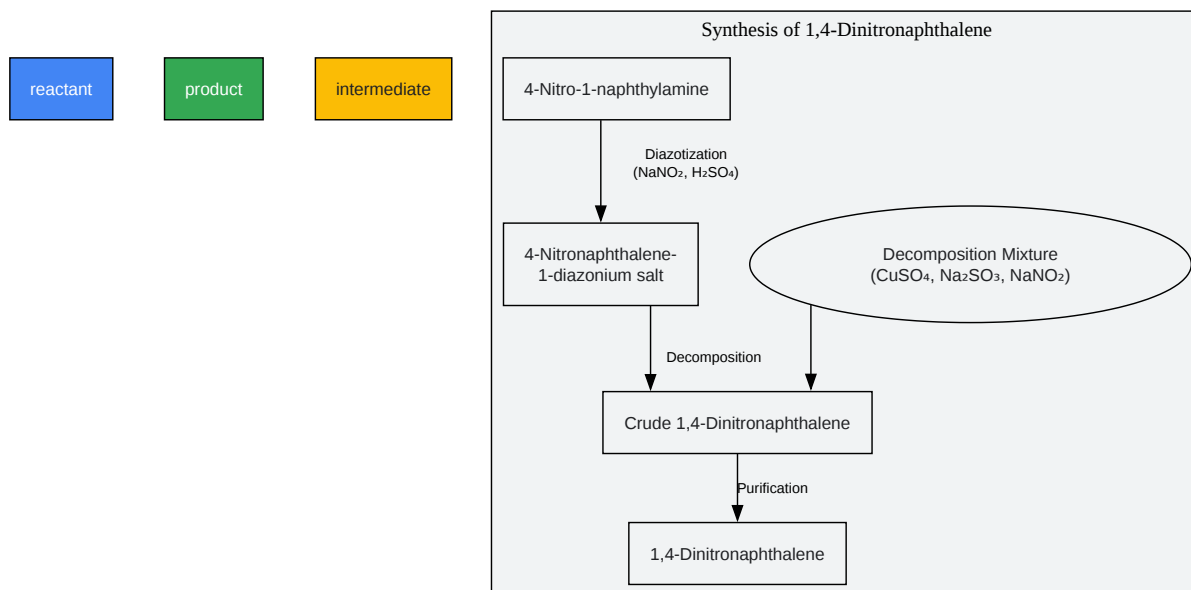 Synthesis of 1,4-Dinitronaphthalene
reactant
product
intermediate
4-Nitro-1-naphthylamine
Diazotization
(NaNO₂, H₂SO₄)
4-Nitronaphthalene-
1-diazonium salt
Decomposition Mixture
(CuSO₄, Na₂SO₃, NaNO₂)
Decomposition
Crude 1,4-Dinitronaphthalene
Purification
1,4-Dinitronaphthalene